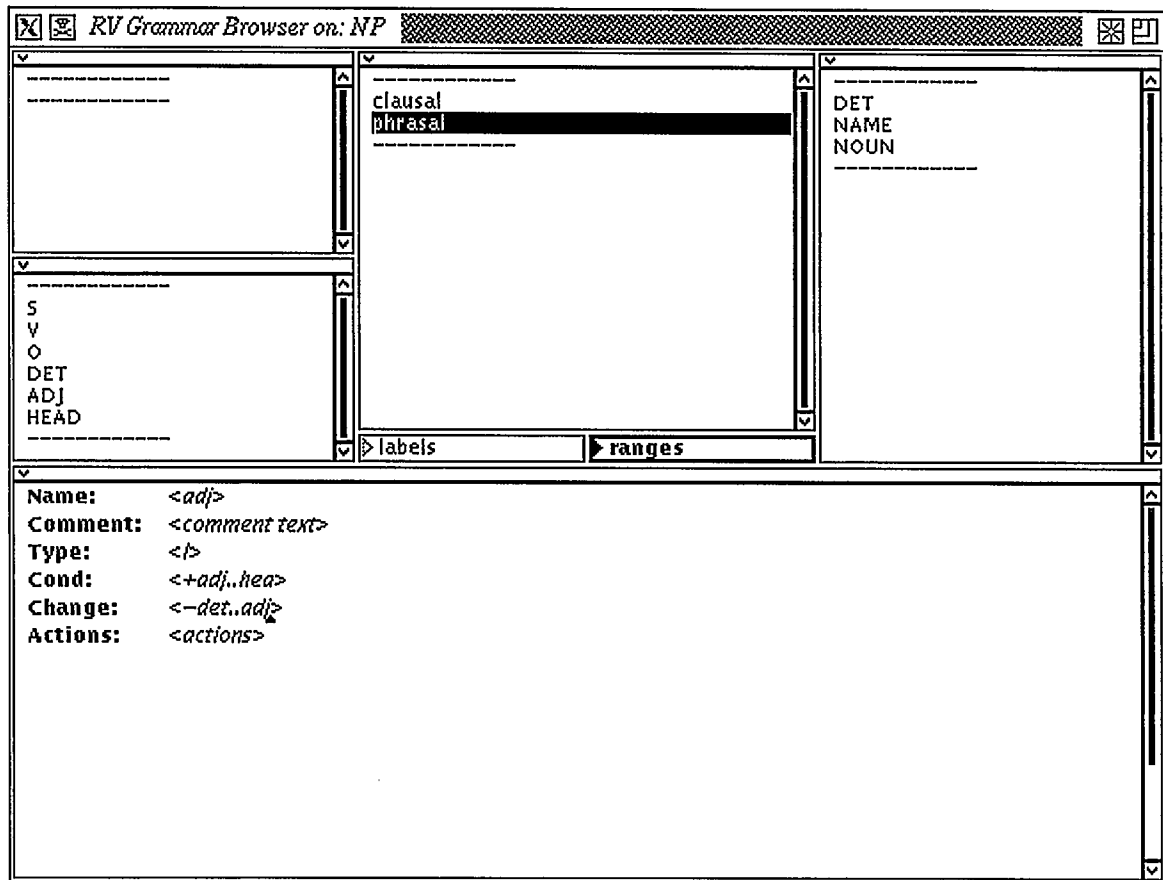 RV Grammar Browser on: NP
------------
------------
------------
S
V
O
DET
ADJ
HEAD
------------
------------
clausal
phrasal
------------
labels
ranges
------------
DET
NAME
NOUN
------------
Name: <adj>
Comment: <comment text>
Type: </>
Cond: <+adj..hea>
Change: <−det..adj>
Actions: <actions>